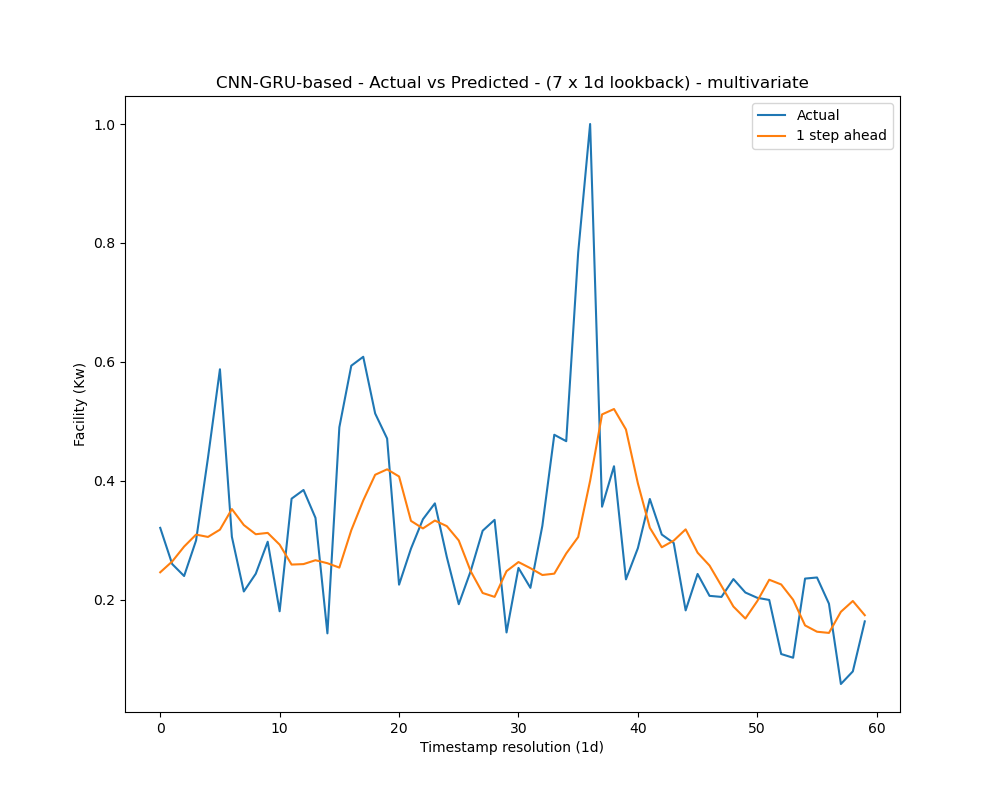 CNN-GRU-based - Actual vs Predicted - (7 x 1d lookback) - multivariate
Actual
1 step ahead
1.0
0.8
0.6
0.4
0.2
Facility (Kw)
0 10 20 30 40 50 60
Timestamp resolution (1d)